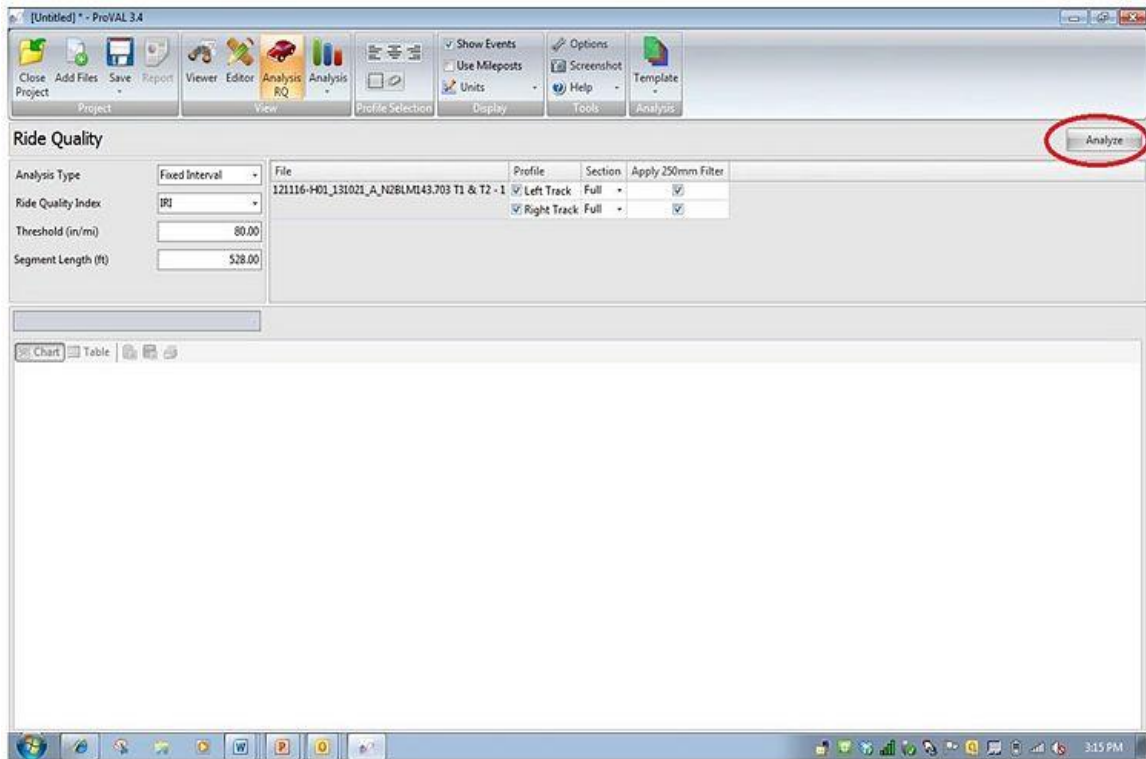 [Untitled] * - ProVAL 3.4
Close Project Add Files Save Report Viewer Editor Analysis RQ Analysis
Show Events
Use Mileposts
Units
Options
Screenshot
Help
Template
Project View Profile Selection Display Tools Analysis
Ride Quality Analyze
Analysis Type Fixed Interval
Ride Quality Index IRI
Threshold (in/mi) 80.00
Segment Length (ft) 528.00
File Profile Section Apply 250mm Filter
121116-H01_131021_A_N2BLM143.703 T1 & T2 - 1 Left Track Full
Right Track Full
Chart Table
3:15 PM